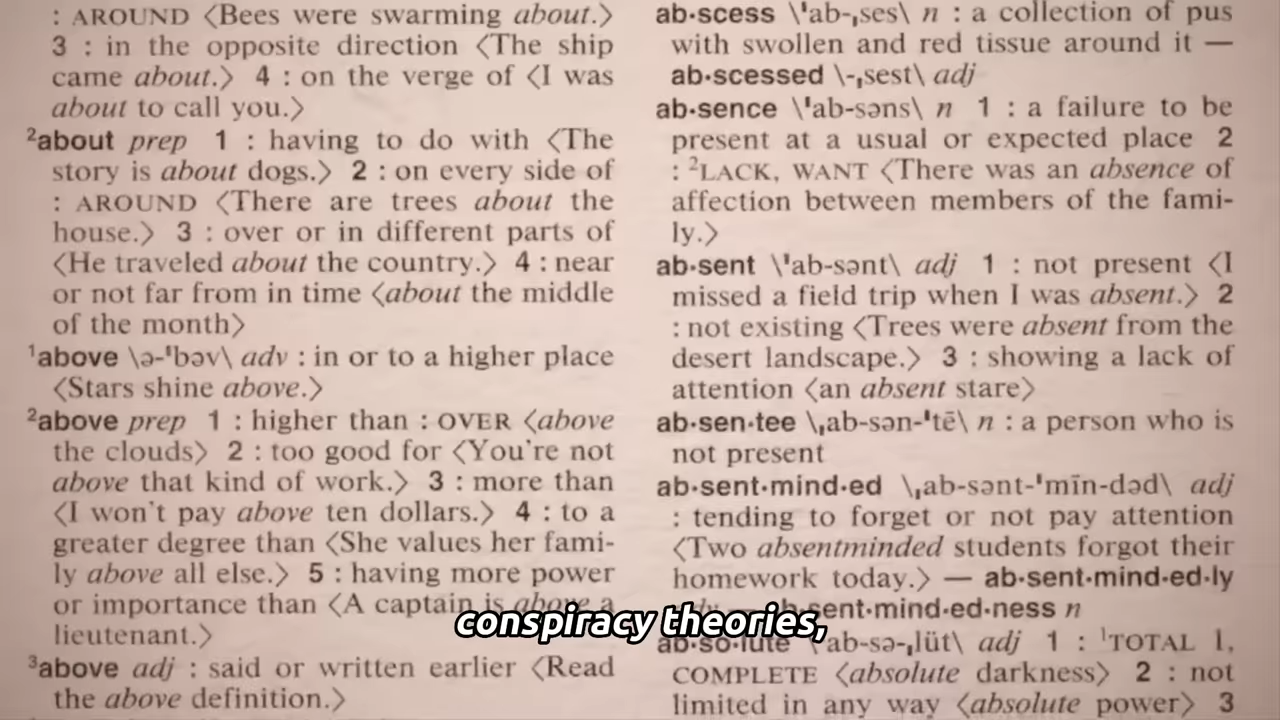 : AROUND ⟨Bees were swarming about.⟩
3 : in the opposite direction ⟨The ship
came about.⟩ 4 : on the verge of ⟨I was
about to call you.⟩
²about prep 1 : having to do with ⟨The
story is about dogs.⟩ 2 : on every side of
: AROUND ⟨There are trees about the
house.⟩ 3 : over or in different parts of
⟨He traveled about the country.⟩ 4 : near
or not far from in time ⟨about the middle
of the month⟩
¹above \ə-ˈbəv\ adv : in or to a higher place
⟨Stars shine above.⟩
²above prep 1 : higher than : OVER ⟨above
the clouds⟩ 2 : too good for ⟨You're not
above that kind of work.⟩ 3 : more than
⟨I won't pay above ten dollars.⟩ 4 : to a
greater degree than ⟨She values her fami-
ly above all else.⟩ 5 : having more power
or importance than ⟨A captain is above a
lieutenant.⟩
³above adj : said or written earlier ⟨Read
the above definition.⟩
ab·scess \ˈab-ˌses\ n : a collection of pus
with swollen and red tissue around it —
ab·scessed \-ˌsest\ adj
ab·sence \ˈab-səns\ n 1 : a failure to be
present at a usual or expected place 2
: ²LACK, WANT ⟨There was an absence of
affection between members of the fami-
ly.⟩
ab·sent \ˈab-sənt\ adj 1 : not present ⟨I
missed a field trip when I was absent.⟩ 2
: not existing ⟨Trees were absent from the
desert landscape.⟩ 3 : showing a lack of
attention ⟨an absent stare⟩
ab·sen·tee \ˌab-sən-ˈtē\ n : a person who is
not present
ab·sent·mind·ed \ˌab-sənt-ˈmīn-dəd\ adj
: tending to forget or not pay attention
⟨Two absentminded students forgot their
homework today.⟩ — ab·sent·mind·ed·ly
— ab·sent·mind·ed·ness n
ab·so·lute \ˈab-sə-ˌlüt\ adj 1 : ¹TOTAL 1,
COMPLETE ⟨absolute darkness⟩ 2 : not
limited in any way ⟨absolute power⟩ 3
conspiracy theories,